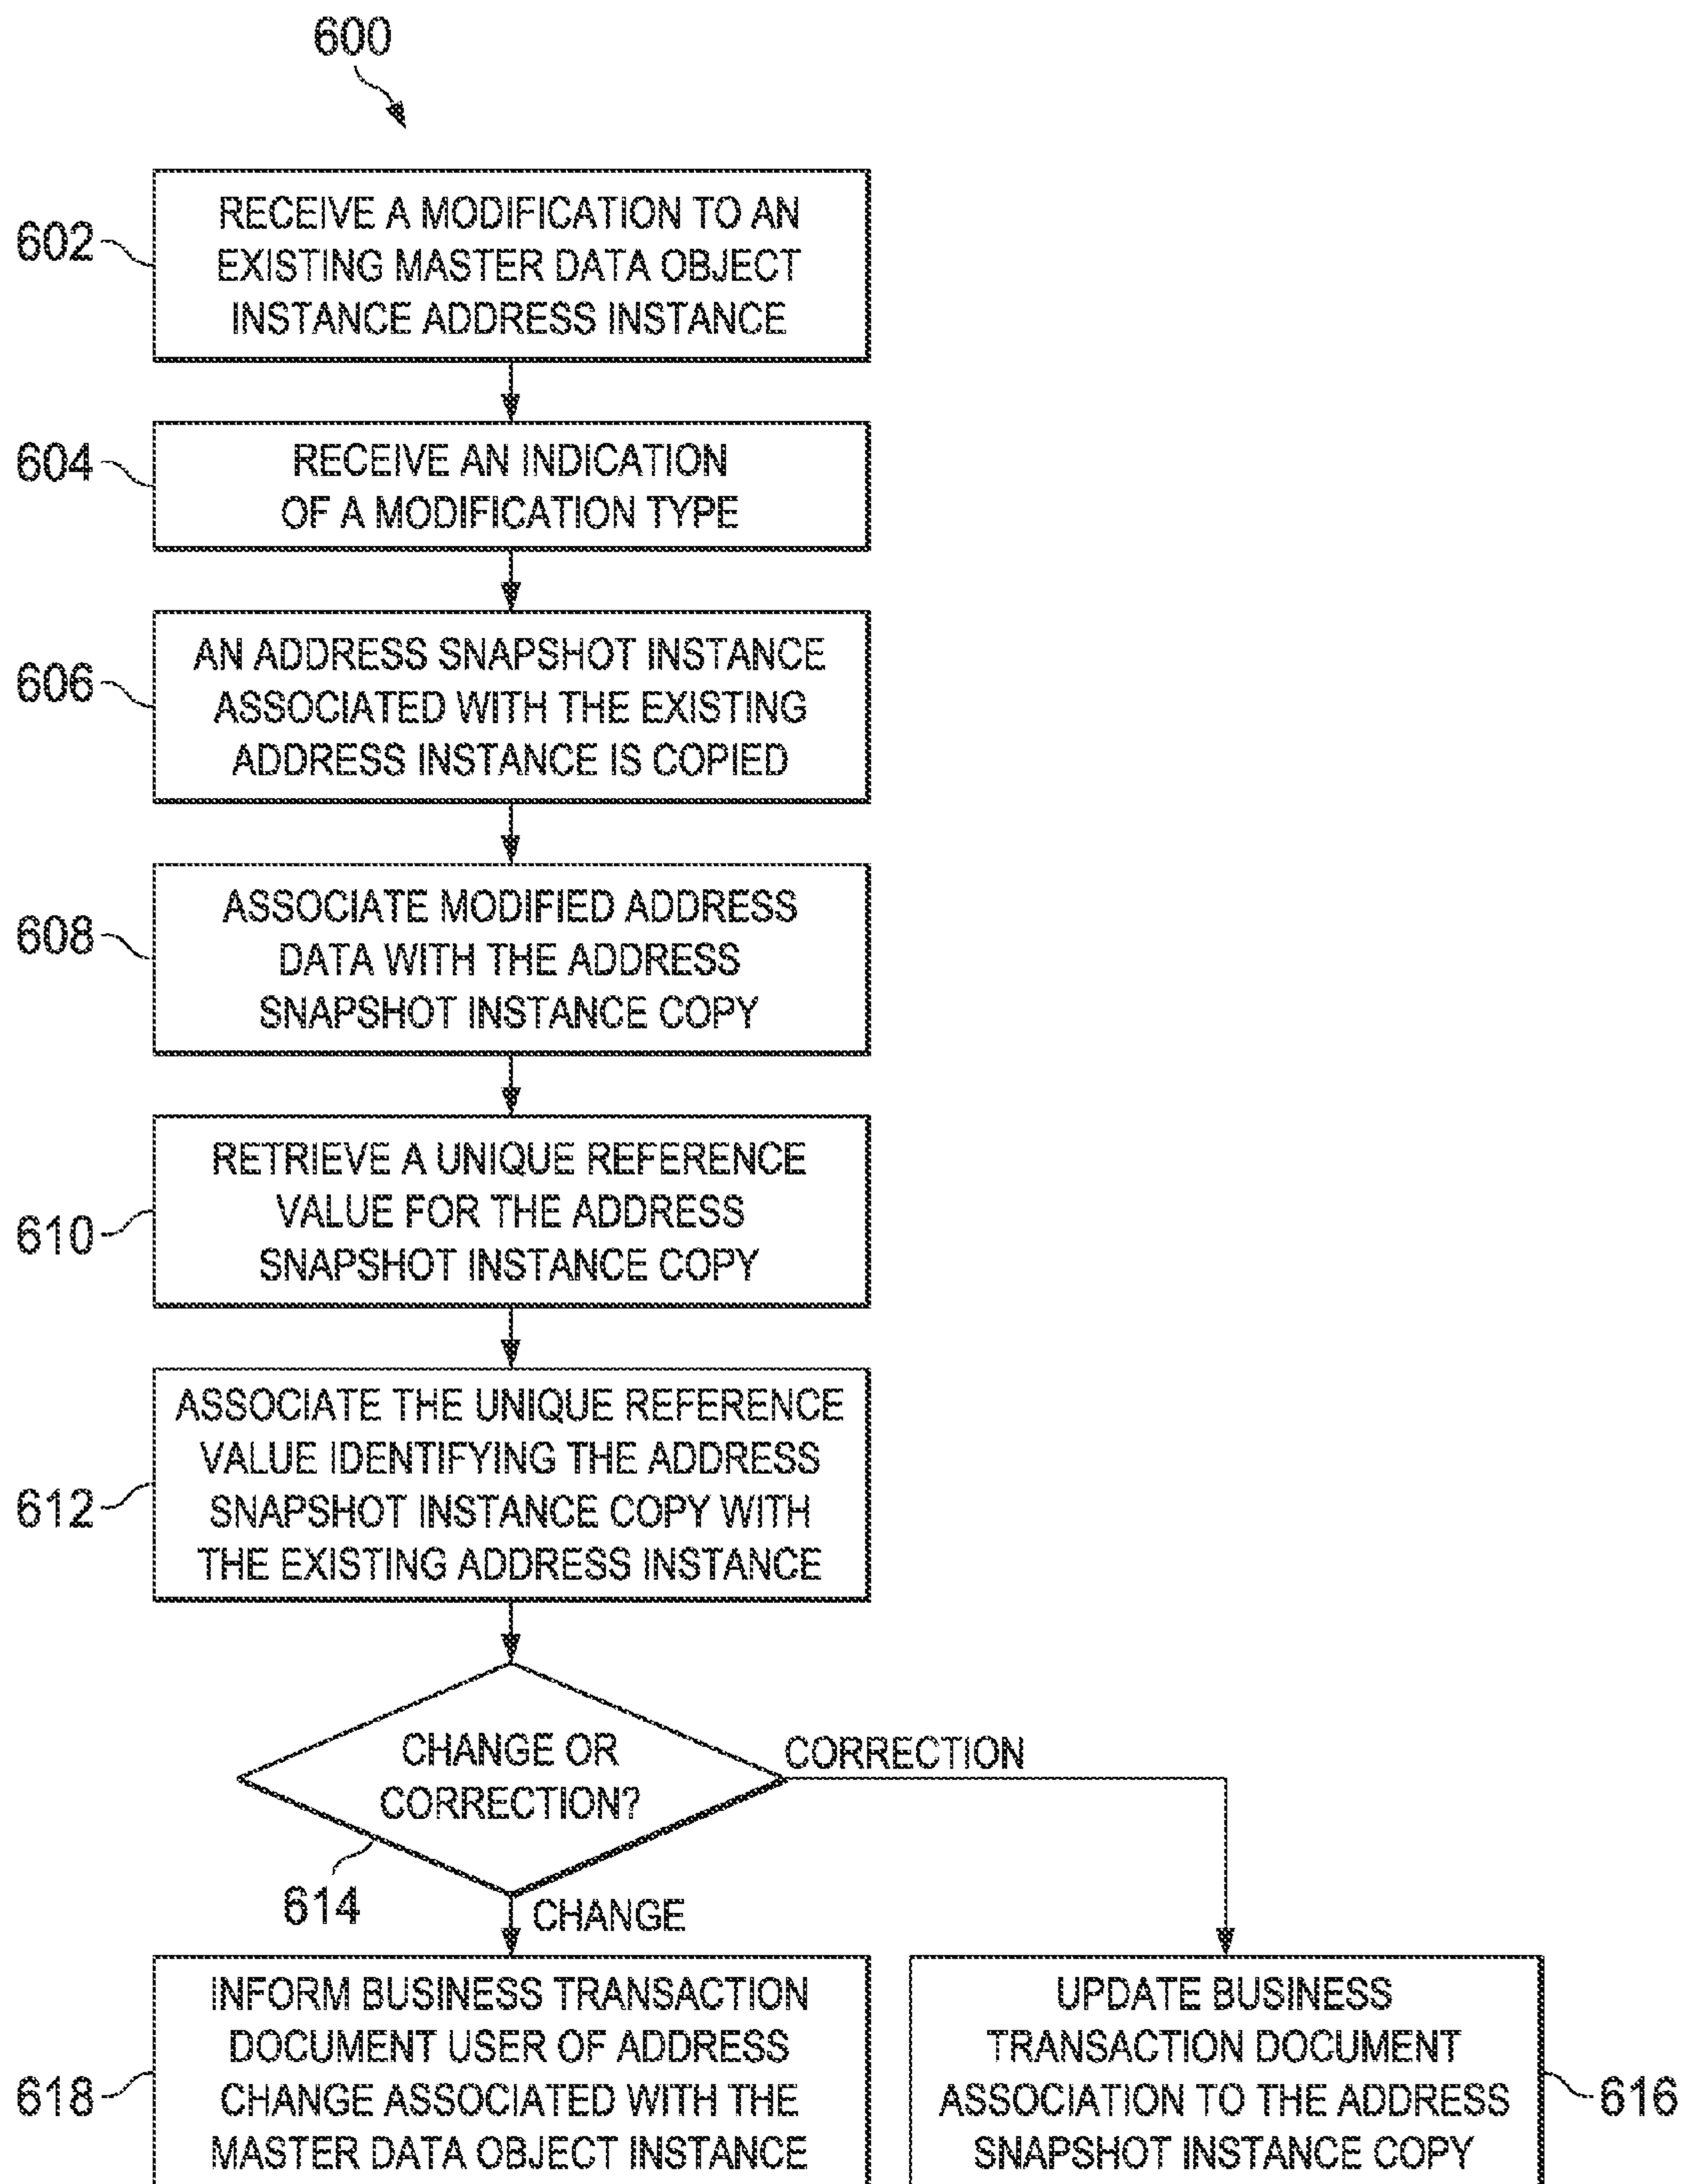 600
602
RECEIVE A MODIFICATION TO AN
EXISTING MASTER DATA OBJECT
INSTANCE ADDRESS INSTANCE
604
RECEIVE AN INDICATION
OF A MODIFICATION TYPE
606
AN ADDRESS SNAPSHOT INSTANCE
ASSOCIATED WITH THE EXISTING
ADDRESS INSTANCE IS COPIED
608
ASSOCIATE MODIFIED ADDRESS
DATA WITH THE ADDRESS
SNAPSHOT INSTANCE COPY
610
RETRIEVE A UNIQUE REFERENCE
VALUE FOR THE ADDRESS
SNAPSHOT INSTANCE COPY
612
ASSOCIATE THE UNIQUE REFERENCE
VALUE IDENTIFYING THE ADDRESS
SNAPSHOT INSTANCE COPY WITH
THE EXISTING ADDRESS INSTANCE
CHANGE OR
CORRECTION?
CORRECTION
614
CHANGE
618
INFORM BUSINESS TRANSACTION
DOCUMENT USER OF ADDRESS
CHANGE ASSOCIATED WITH THE
MASTER DATA OBJECT INSTANCE
UPDATE BUSINESS
TRANSACTION DOCUMENT
ASSOCIATION TO THE ADDRESS
SNAPSHOT INSTANCE COPY
616